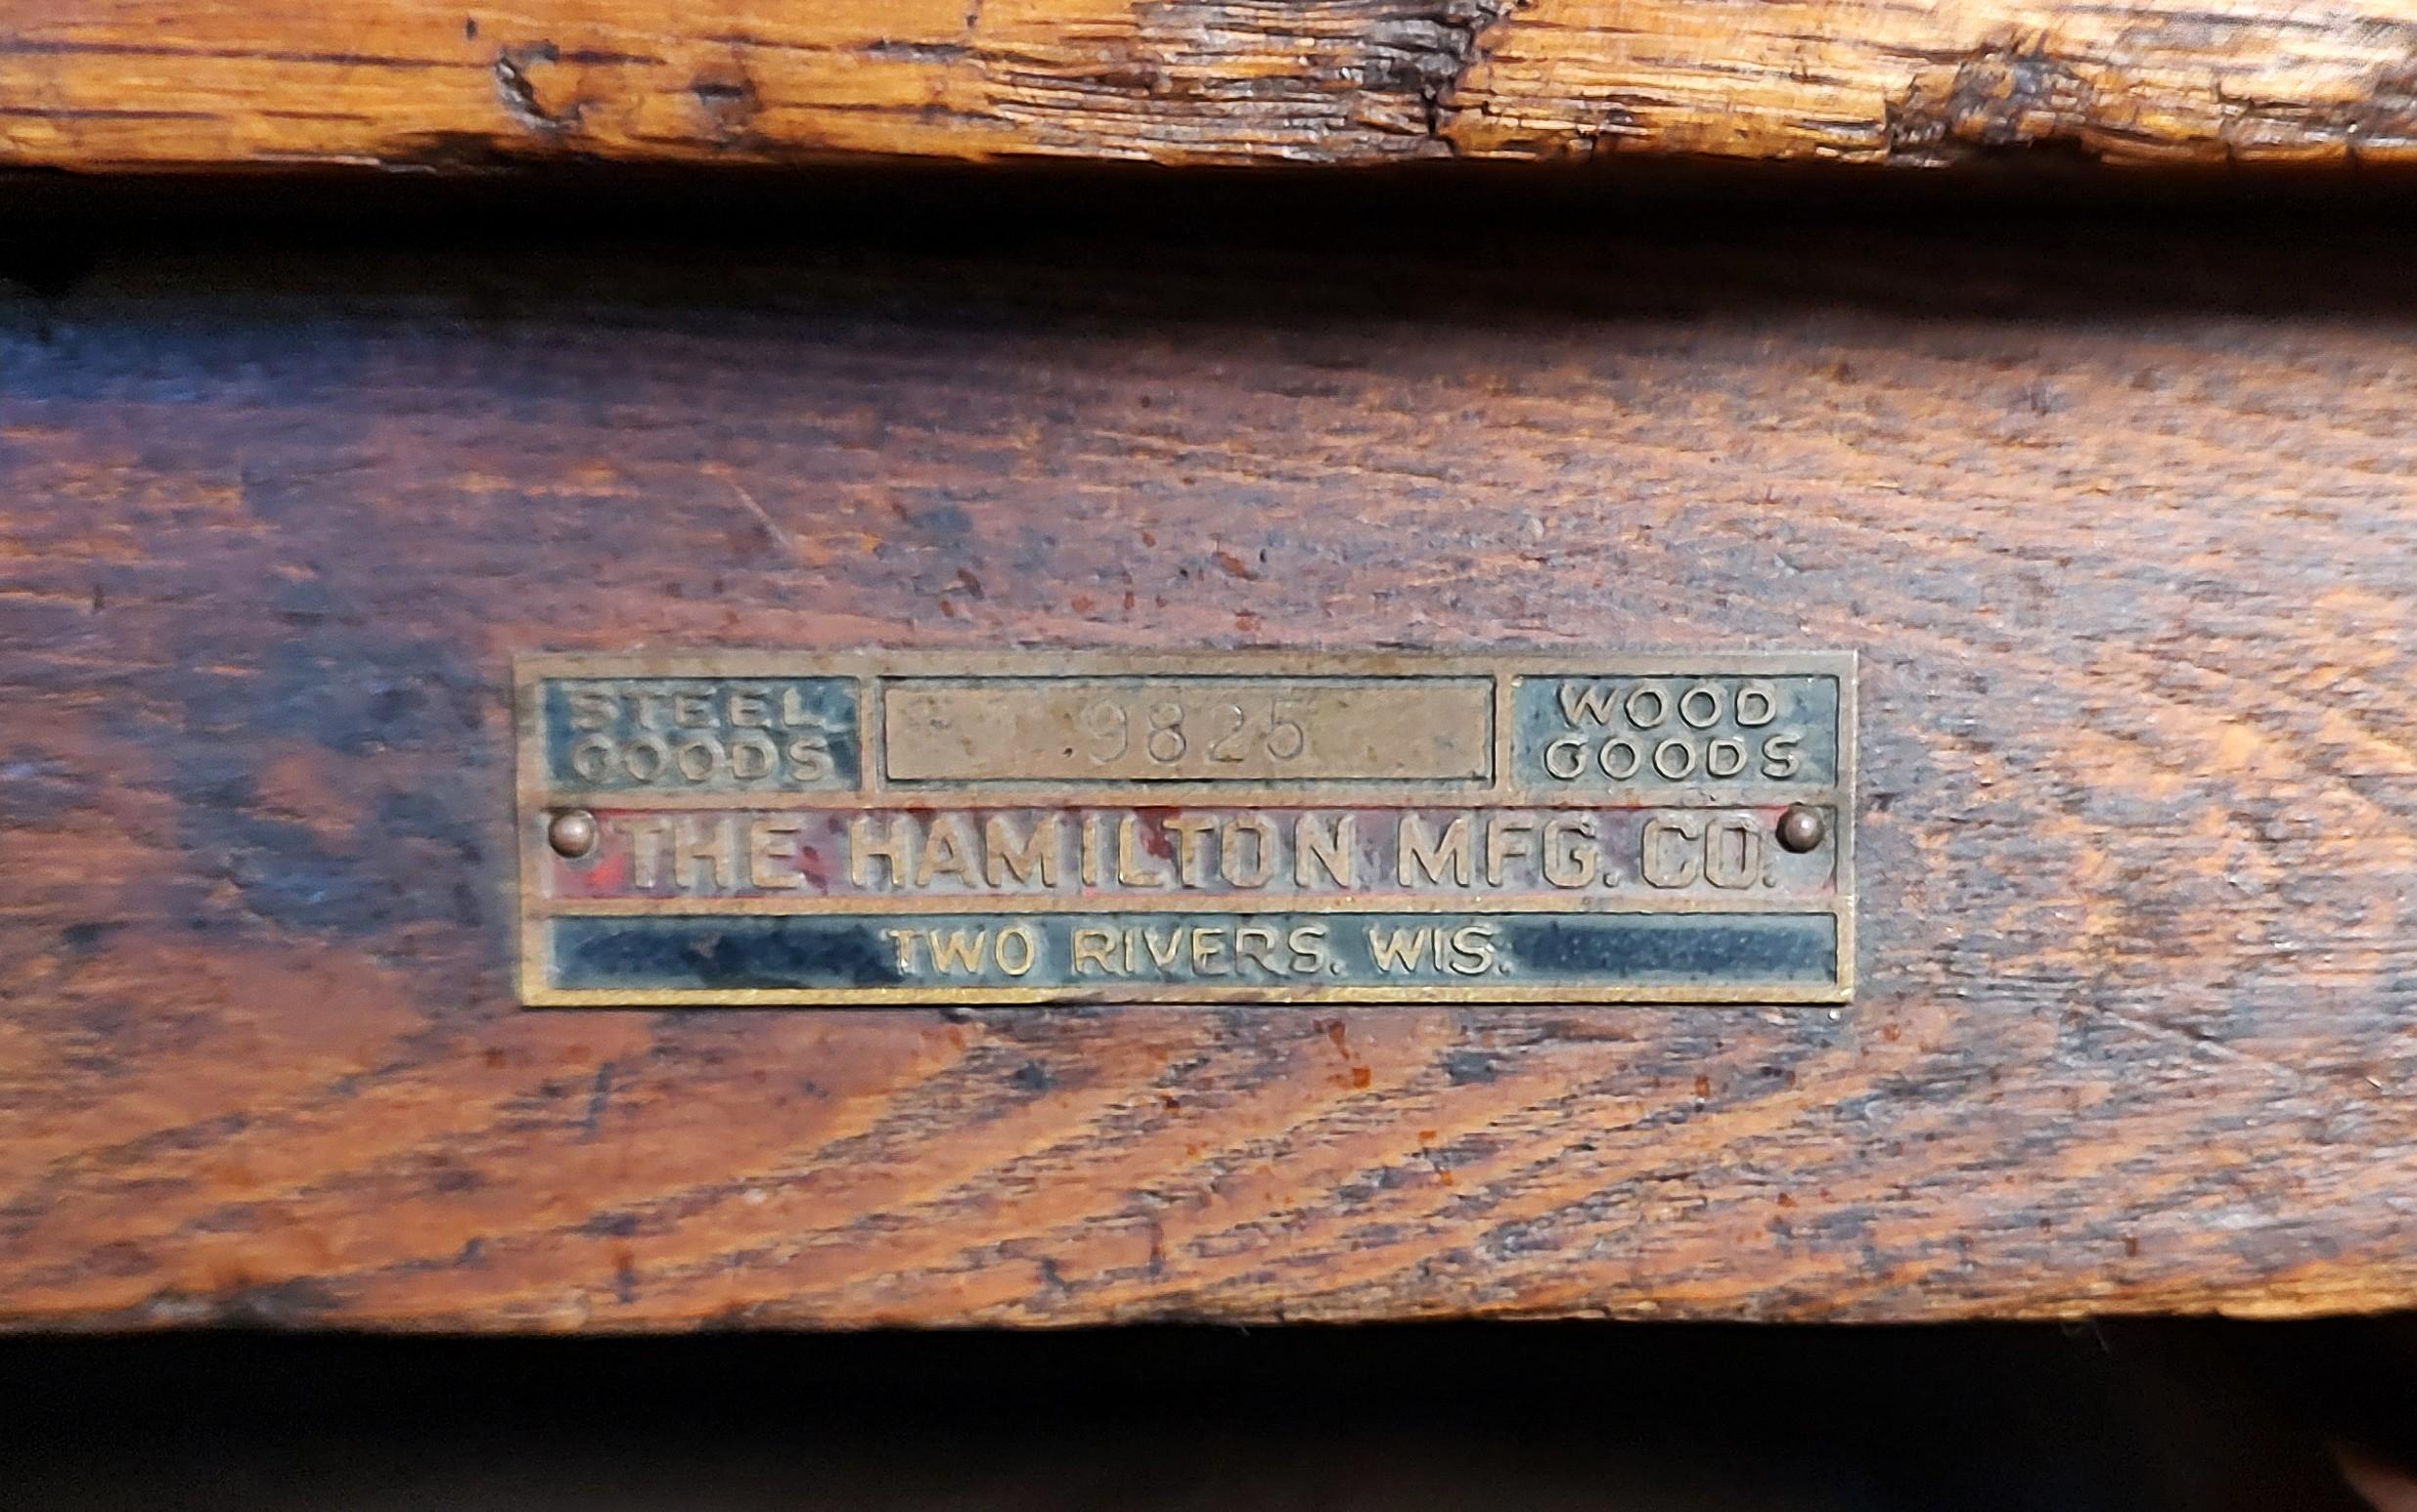 STEEL GOODS
9825
WOOD GOODS
THE HAMILTON MFG. CO.
TWO RIVERS. WIS.